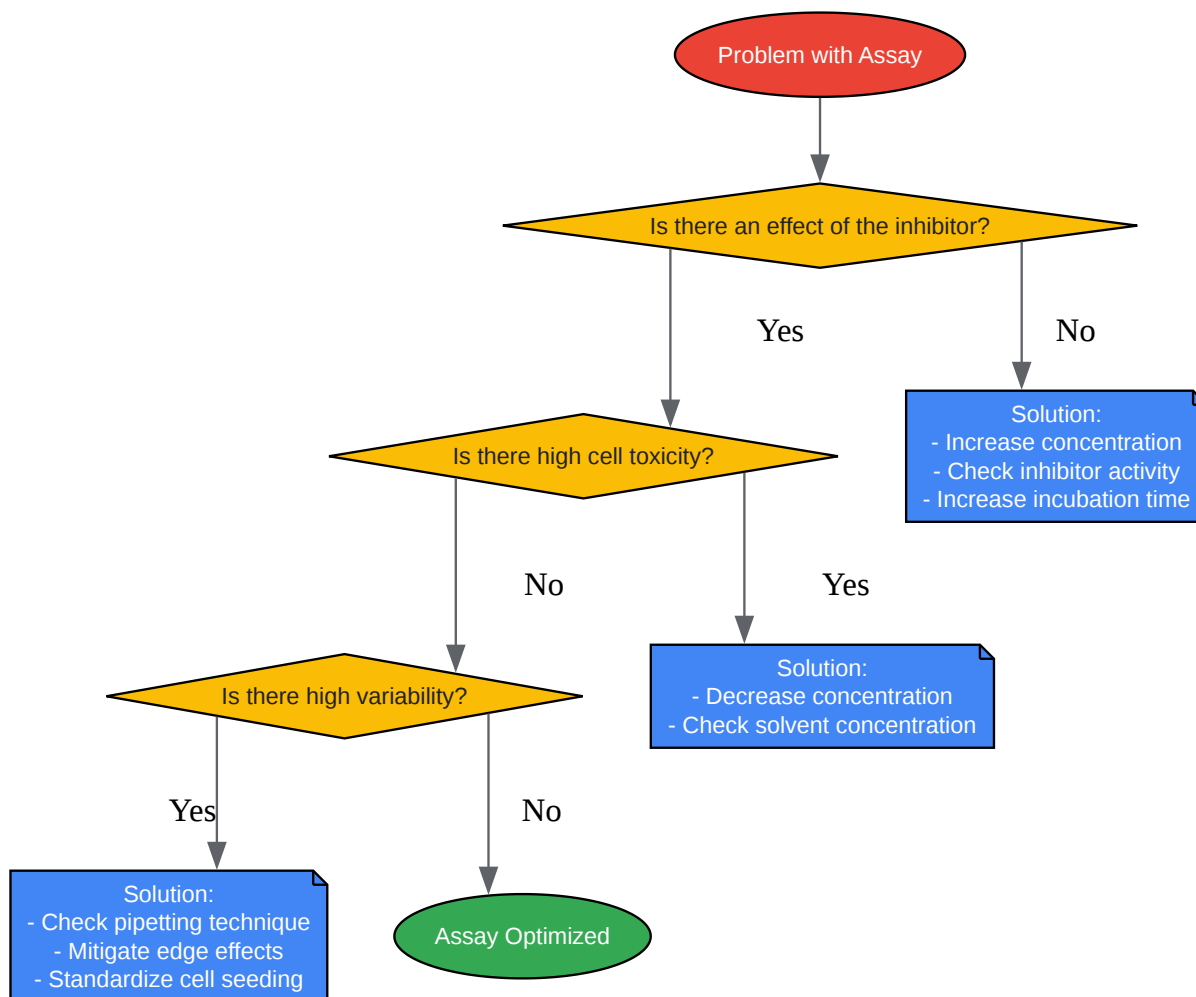 Problem with Assay
Is there an effect of the inhibitor?
Yes
No
Solution:
- Increase concentration
- Check inhibitor activity
- Increase incubation time
Is there high cell toxicity?
No
Yes
Solution:
- Decrease concentration
- Check solvent concentration
Is there high variability?
Yes
No
Solution:
- Check pipetting technique
- Mitigate edge effects
- Standardize cell seeding
Assay Optimized